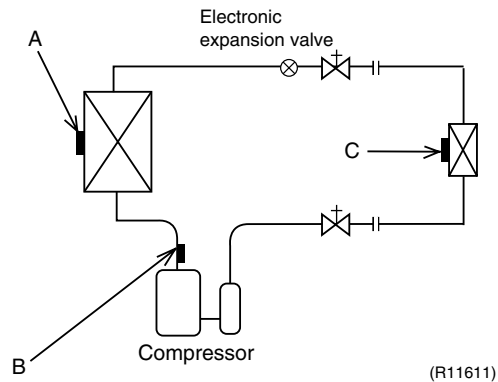 Electronic
expansion valve
A
C
B
Compressor
(R11611)